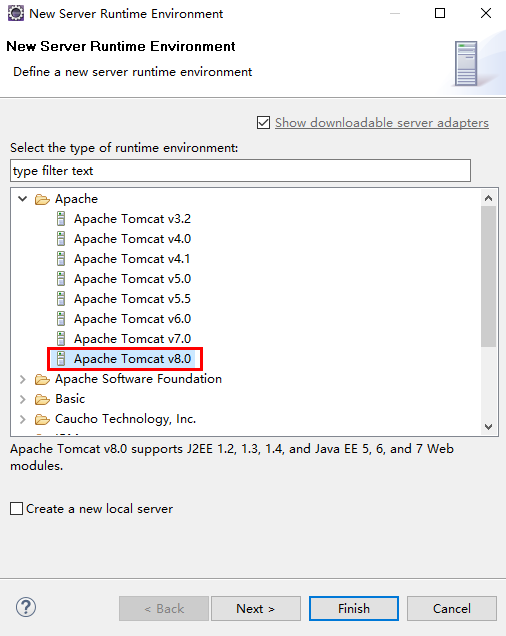 New Server Runtime Environment
New Server Runtime Environment
Define a new server runtime environment
Show downloadable server adapters
Select the type of runtime environment:
type filter text
Apache
Apache Tomcat v3.2
Apache Tomcat v4.0
Apache Tomcat v4.1
Apache Tomcat v5.0
Apache Tomcat v5.5
Apache Tomcat v6.0
Apache Tomcat v7.0
Apache Tomcat v8.0
Apache Software Foundation
Basic
Caucho Technology, Inc.
Apache Tomcat v8.0 supports J2EE 1.2, 1.3, 1.4, and Java EE 5, 6, and 7 Web
modules.
Create a new local server
? < Back Next > Finish Cancel